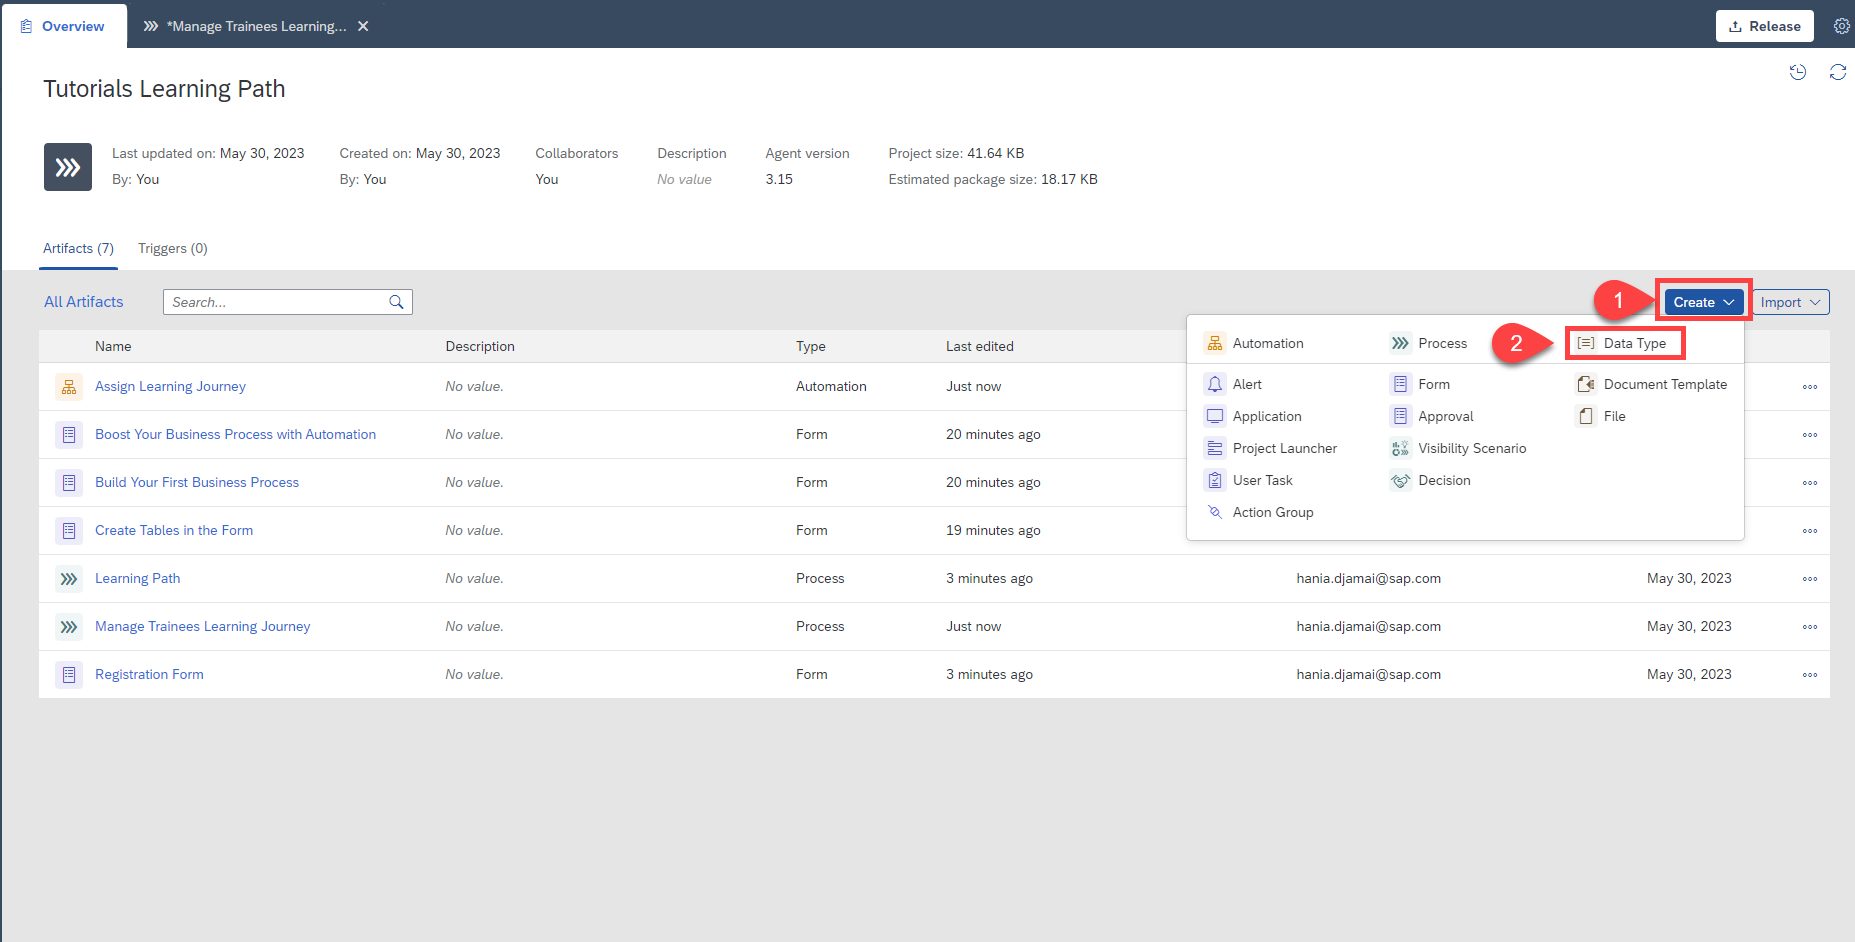 Overview
*Manage Trainees Learning...
Release
Tutorials Learning Path
Last updated on: May 30, 2023
By: You
Created on: May 30, 2023
By: You
Collaborators
You
Description
No value
Agent version
3.15
Project size: 41.64 KB
Estimated package size: 18.17 KB
Artifacts (7)
Triggers (0)
All Artifacts
Search...
1
Create
Import
Automation
Process
2
Data Type
Alert
Form
Document Template
Application
Approval
File
Project Launcher
Visibility Scenario
User Task
Decision
Action Group
Name Description Type Last edited
Assign Learning Journey No value. Automation Just now
Boost Your Business Process with Automation No value. Form 20 minutes ago
Build Your First Business Process No value. Form 20 minutes ago
Create Tables in the Form No value. Form 19 minutes ago
Learning Path No value. Process 3 minutes ago hania.djamai@sap.com May 30, 2023
Manage Trainees Learning Journey No value. Process Just now hania.djamai@sap.com May 30, 2023
Registration Form No value. Form 3 minutes ago hania.djamai@sap.com May 30, 2023